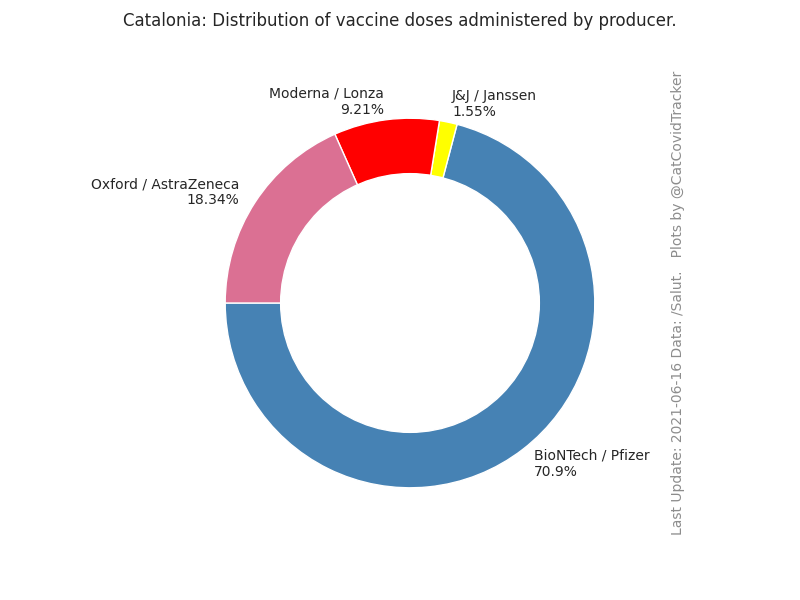 Catalonia: Distribution of vaccine doses administered by producer.
Moderna / Lonza
9.21%
J&J / Janssen
1.55%
Oxford / AstraZeneca
18.34%
BioNTech / Pfizer
70.9%
Last Update: 2021-06-16 Data: /Salut.   Plots by @CatCovidTracker